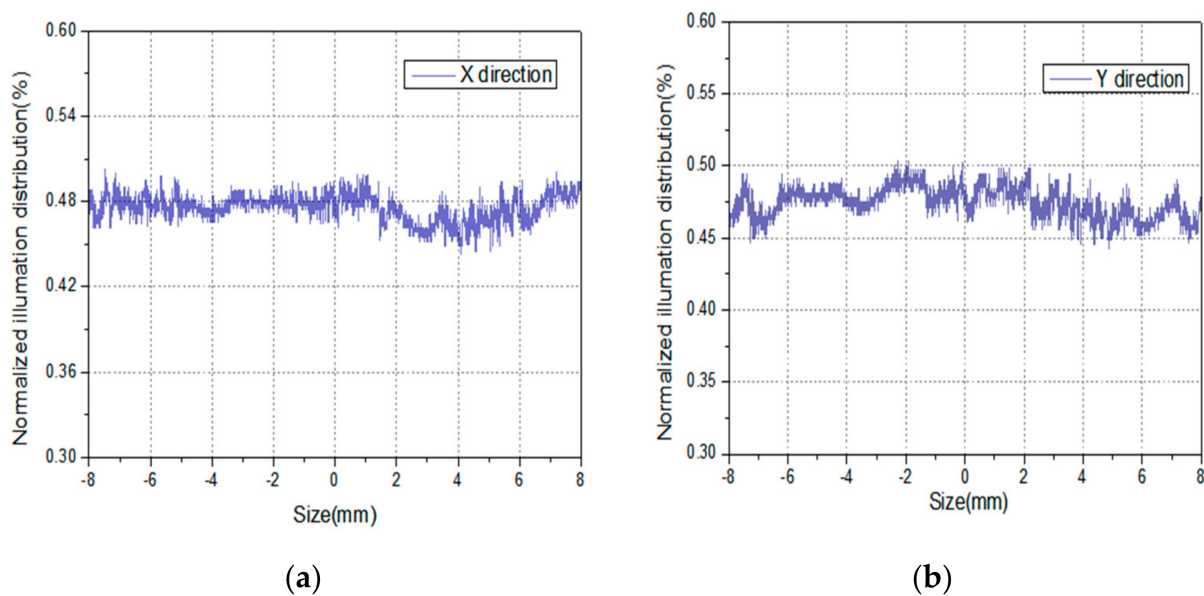 0.60
0.54
0.48
0.42
0.36
0.30
Normalized illumation distribution(%)
X direction
-8 -6 -4 -2 0 2 4 6 8
Size(mm)
(a)
0.60
0.55
0.50
0.45
0.40
0.35
0.30
Normalized illumation distribution(%)
Y direction
-8 -6 -4 -2 0 2 4 6 8
Size(mm)
(b)